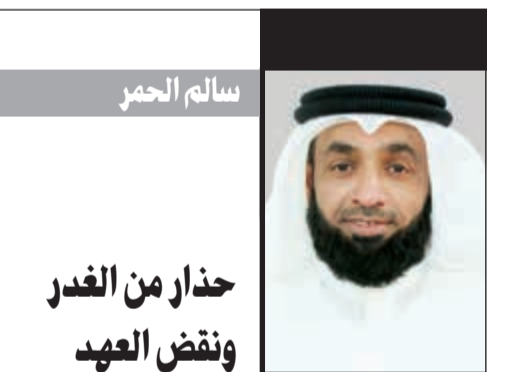 سالم الحمر
حذار من الغدر
ونقض العهد